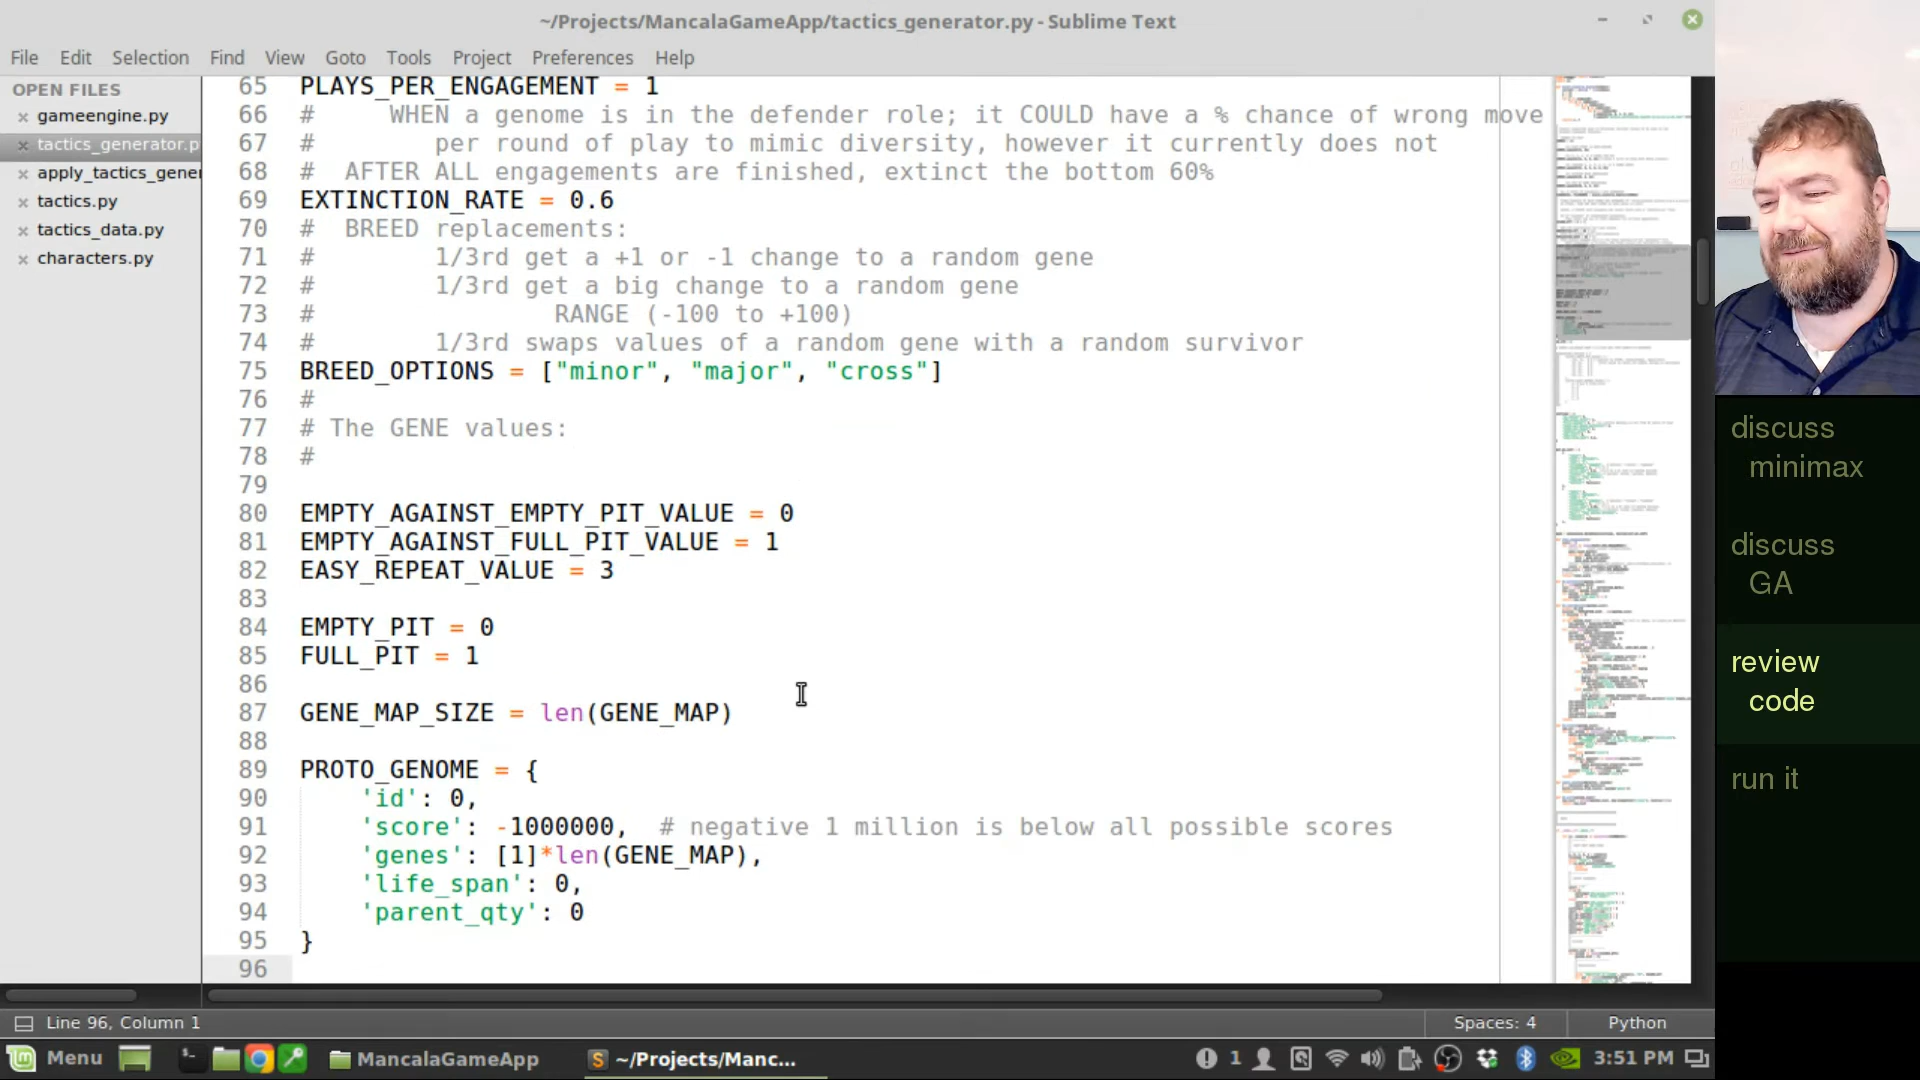 ~/Projects/MancalaGameApp/tactics_generator.py - Sublime Text
File Edit Selection Find View Goto Tools Project Preferences Help
OPEN FILES
gameengine.py
tactics_generator.p
apply_tactics_gener
tactics.py
tactics_data.py
characters.py
65 PLAYS_PER_ENGAGEMENT = 1
66 #     WHEN a genome is in the defender role; it COULD have a % chance of wrong move
67 #        per round of play to mimic diversity, however it currently does not
68 #  AFTER ALL engagements are finished, extinct the bottom 60%
69 EXTINCTION_RATE = 0.6
70 #  BREED replacements:
71 #        1/3rd get a +1 or -1 change to a random gene
72 #        1/3rd get a big change to a random gene
73 #                RANGE (-100 to +100)
74 #        1/3rd swaps values of a random gene with a random survivor
75 BREED_OPTIONS = ["minor", "major", "cross"]
76 #
77 # The GENE values:
78 #
79
80 EMPTY_AGAINST_EMPTY_PIT_VALUE = 0
81 EMPTY_AGAINST_FULL_PIT_VALUE = 1
82 EASY_REPEAT_VALUE = 3
83
84 EMPTY_PIT = 0
85 FULL_PIT = 1
86
87 GENE_MAP_SIZE = len(GENE_MAP)
88
89 PROTO_GENOME = {
90     'id': 0,
91     'score': -1000000,  # negative 1 million is below all possible scores
92     'genes': [1]*len(GENE_MAP),
93     'life_span': 0,
94     'parent_qty': 0
95 }
96
discuss
minimax
discuss
GA
review
code
run it
Line 96, Column 1
Spaces: 4
Python
Menu
MancalaGameApp
~/Projects/Manc...
1
3:51 PM